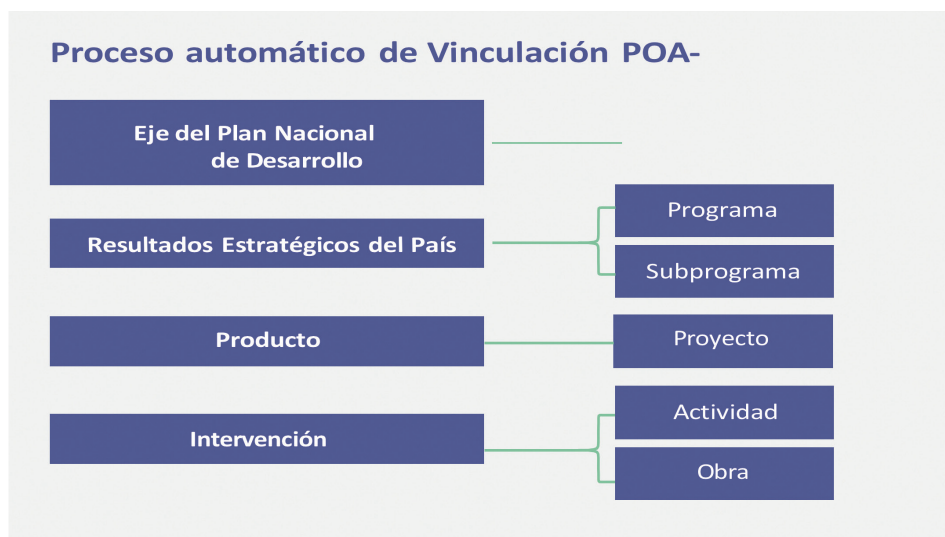 Proceso automático de Vinculación POA-
Eje del Plan Nacional
de Desarrollo
Resultados Estratégicos del País
Programa
Subprograma
Producto
Proyecto
Intervención
Actividad
Obra